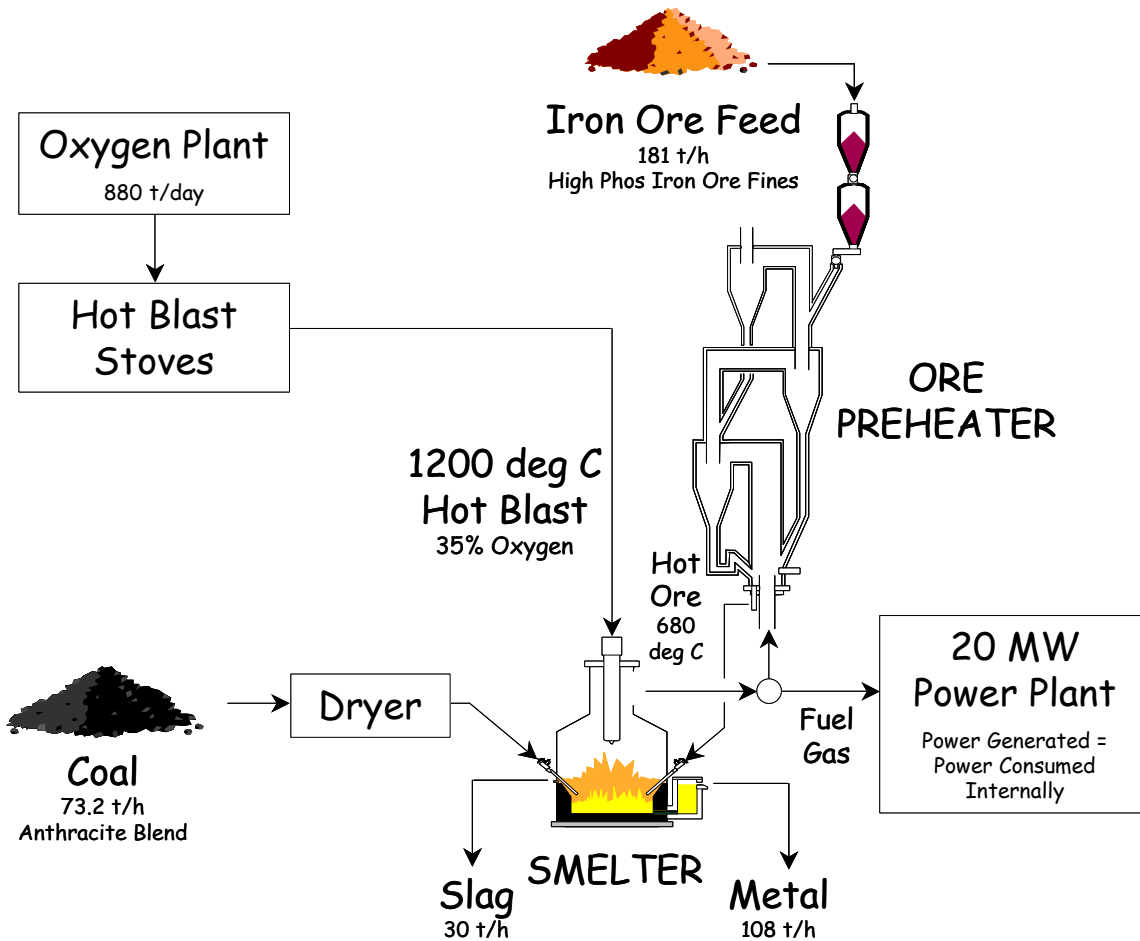 Iron Ore Feed
181 t/h
High Phos Iron Ore Fines
Oxygen Plant
880 t/day
Hot Blast
Stoves
ORE
PREHEATER
1200 deg C
Hot Blast
35% Oxygen
Hot
Ore
680
deg C
20 MW
Power Plant
Power Generated =
Power Consumed
Internally
Dryer
Fuel
Gas
Coal
73.2 t/h
Anthracite Blend
SMELTER
Slag
30 t/h
Metal
108 t/h